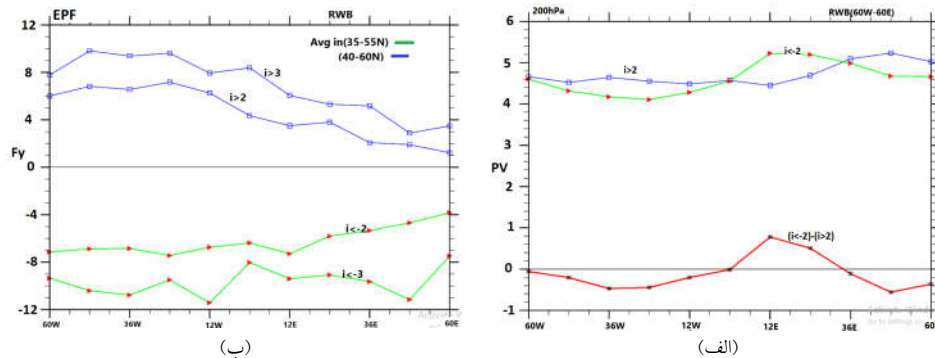 EPF
RWB
12
8
4
0
-4
-8
-12
Fy
Avg in(35-55N)
(40-60N)
i>3
i>2
i<-2
i<-3
60W
36W
12W
12E
36E
60E
(ب)
200hPa
RWB(60W-60E)
6
5
4
3
2
1
0
-1
PV
i>2
i<-2
(i<-2)-(i>2)
60W
36W
12W
12E
36E
60
(الف)